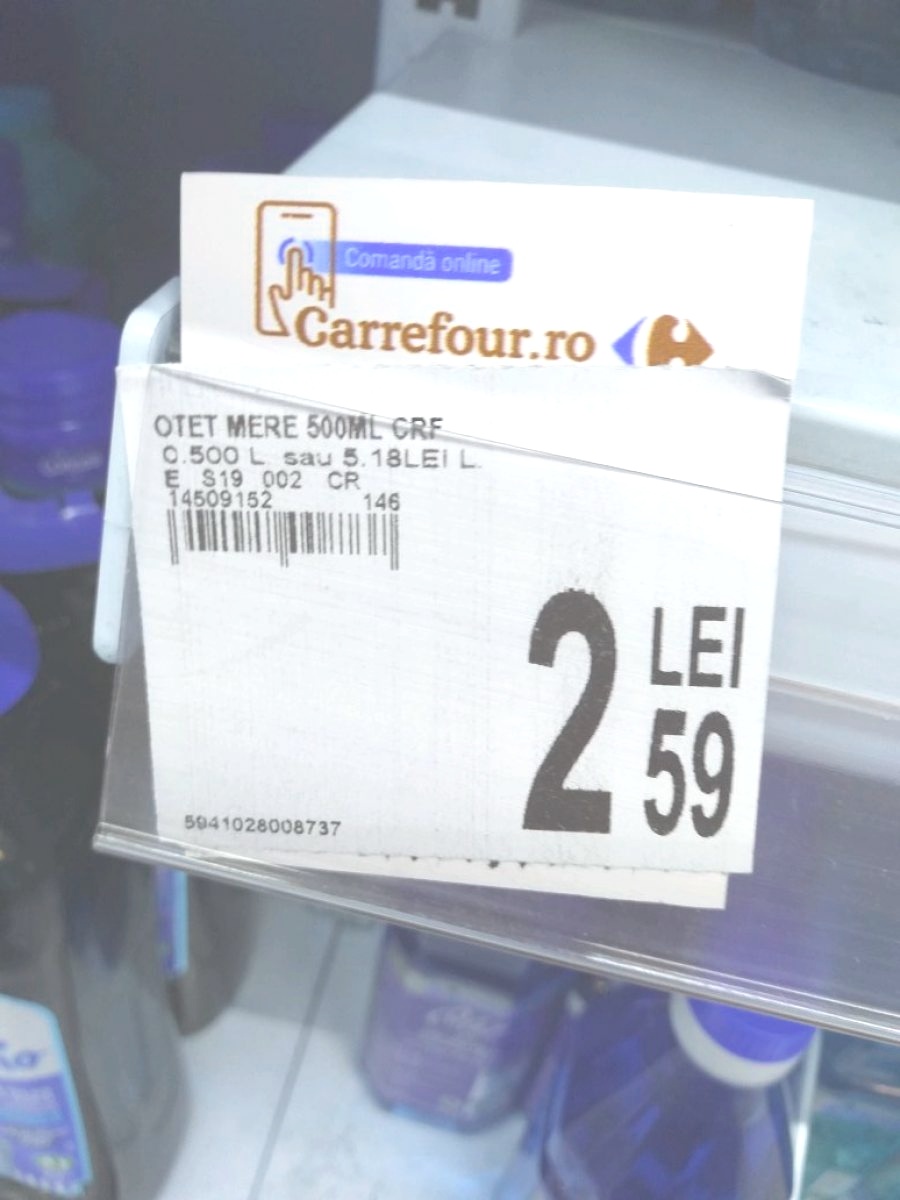 Comandă online
Carrefour.ro
OTET MERE 500ML CRF
0.500 L sau 5.18LEI L.
E S19 002 CR
14509152 146
2 LEI
59
5941028008737